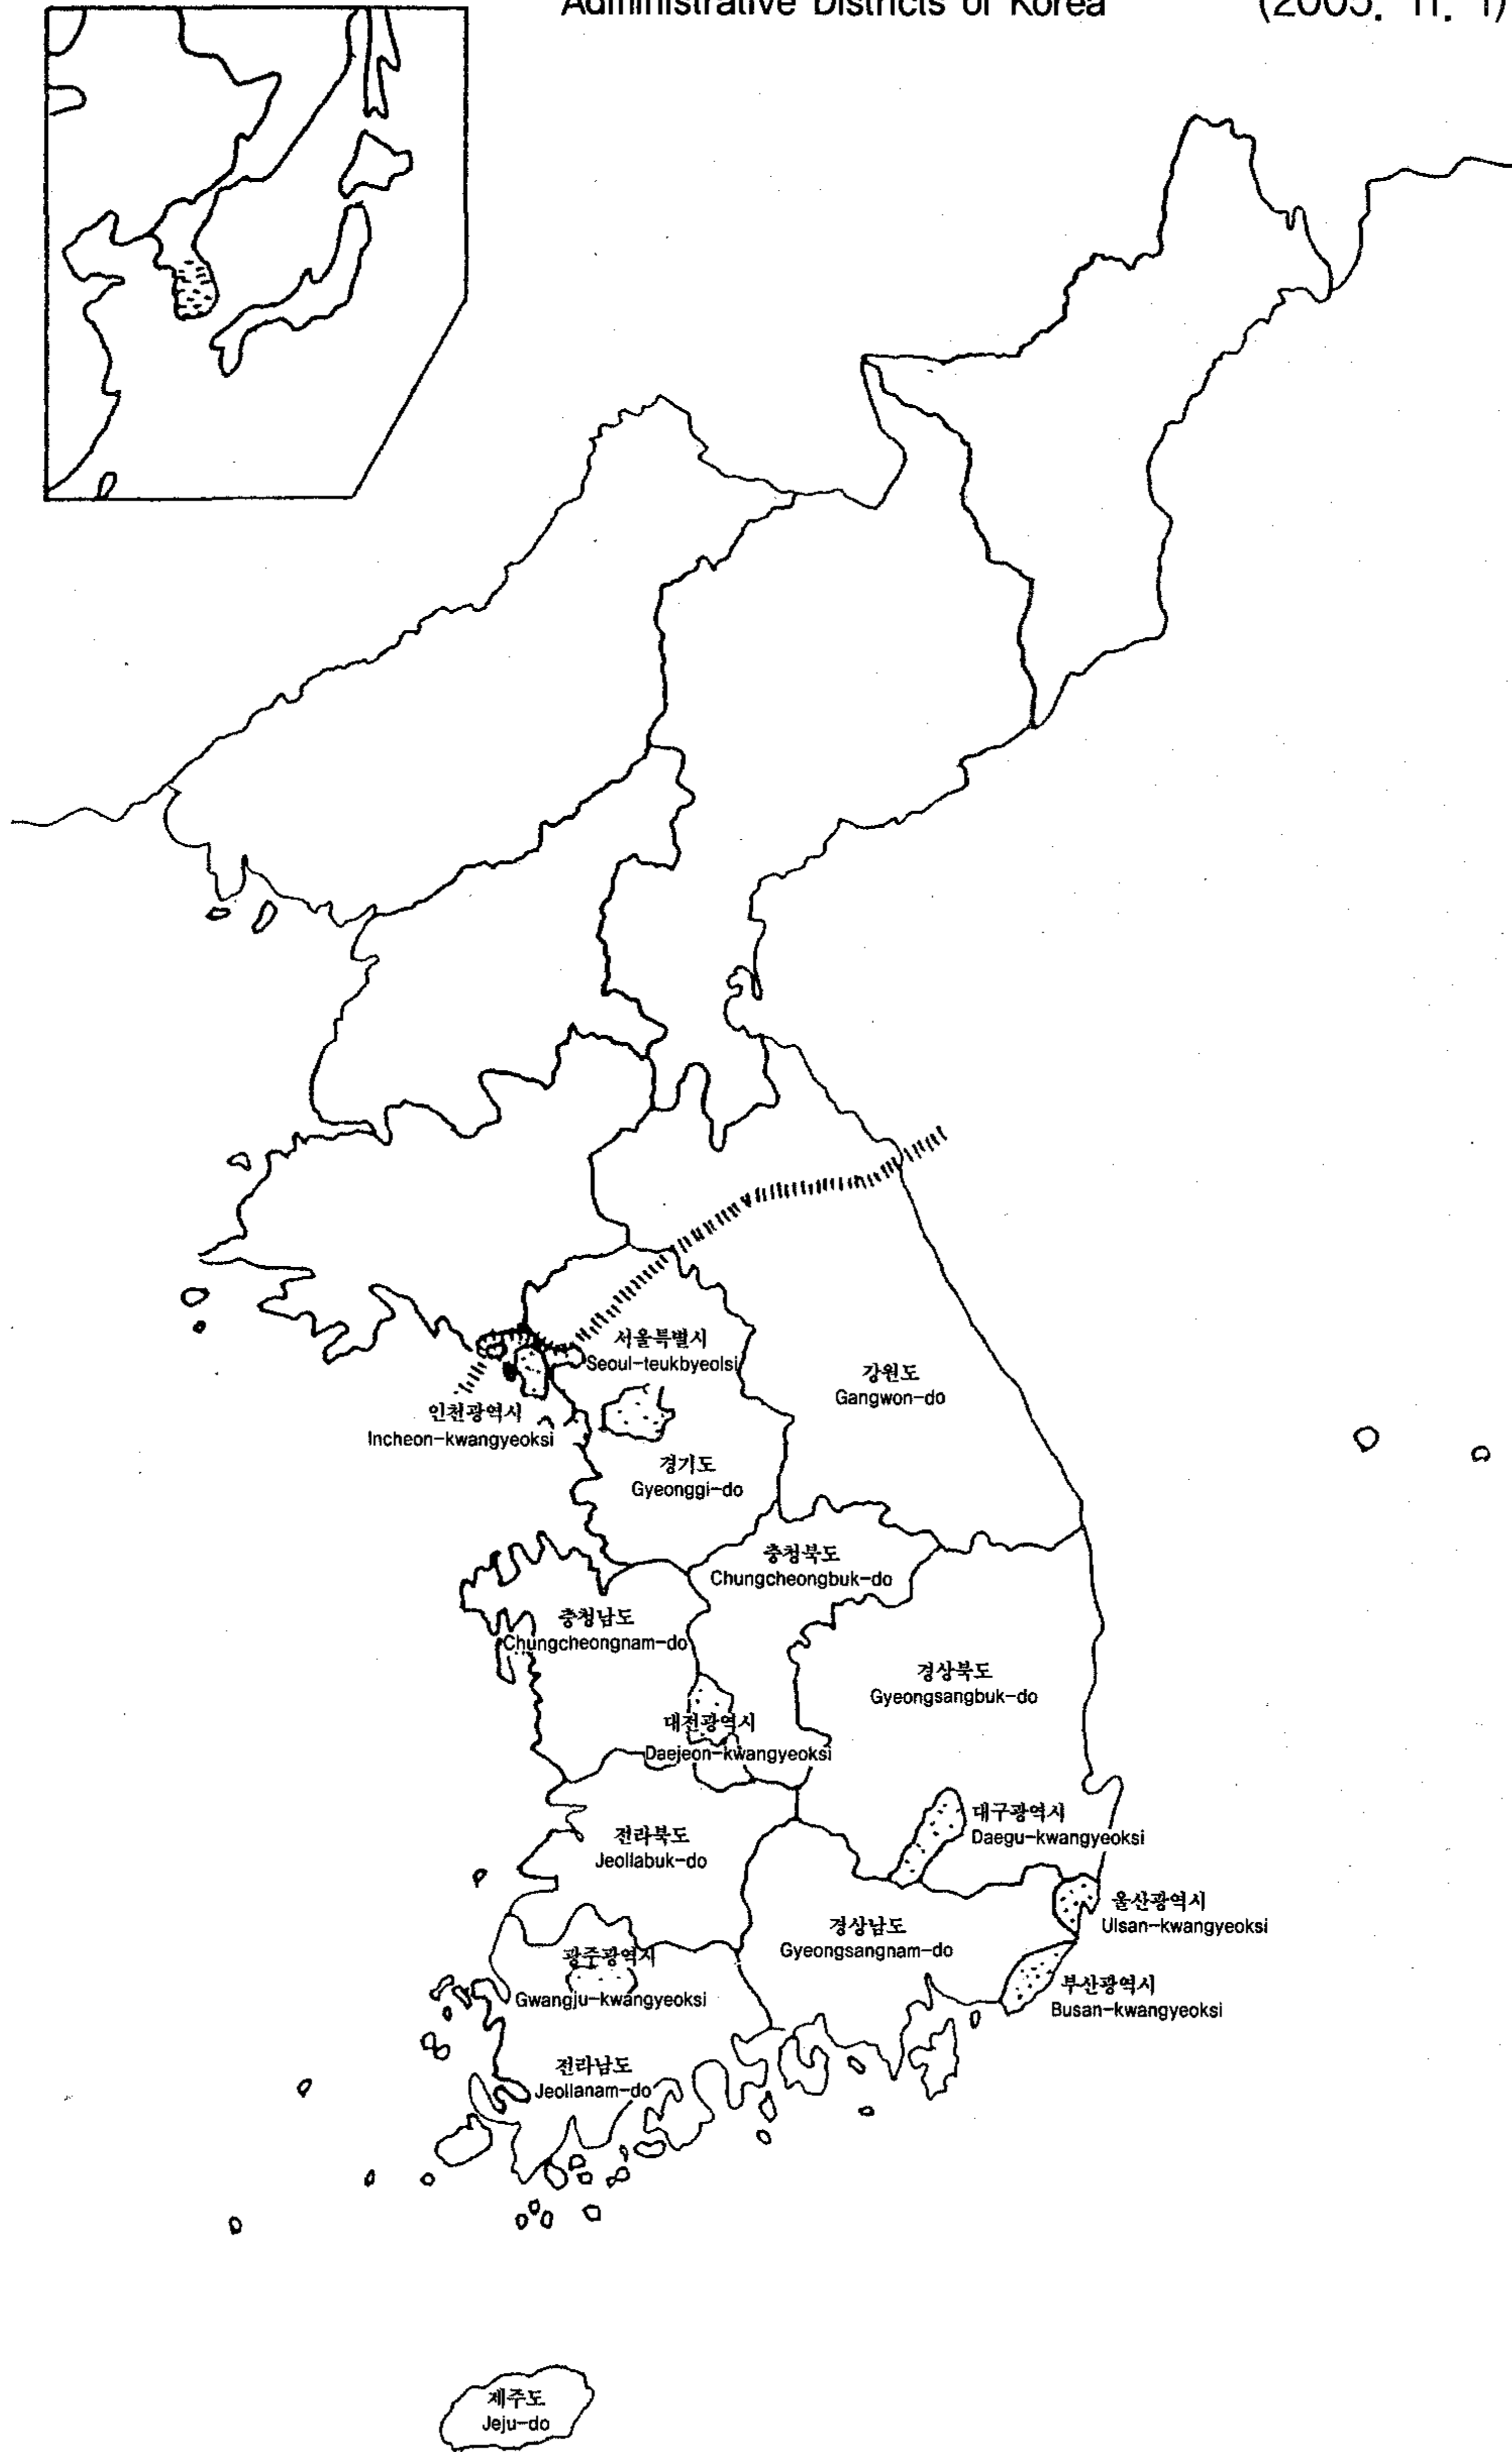 Administrative Districts of Korea (2005. 11. 1)
서울특별시
Seoul-teukbyeolsi
강원도
Gangwon-do
인천광역시
Incheon-kwangyeoksi
경기도
Gyeonggi-do
충청북도
Chungcheongbuk-do
충청남도
Chungcheongnam-do
경상북도
Gyeongsangbuk-do
대전광역시
Daejeon-kwangyeoksi
대구광역시
Daegu-kwangyeoksi
전라북도
Jeollabuk-do
울산광역시
Ulsan-kwangyeoksi
경상남도
Gyeongsangnam-do
광주광역시
Gwangju-kwangyeoksi
부산광역시
Busan-kwangyeoksi
전라남도
Jeollanam-do
제주도
Jeju-do